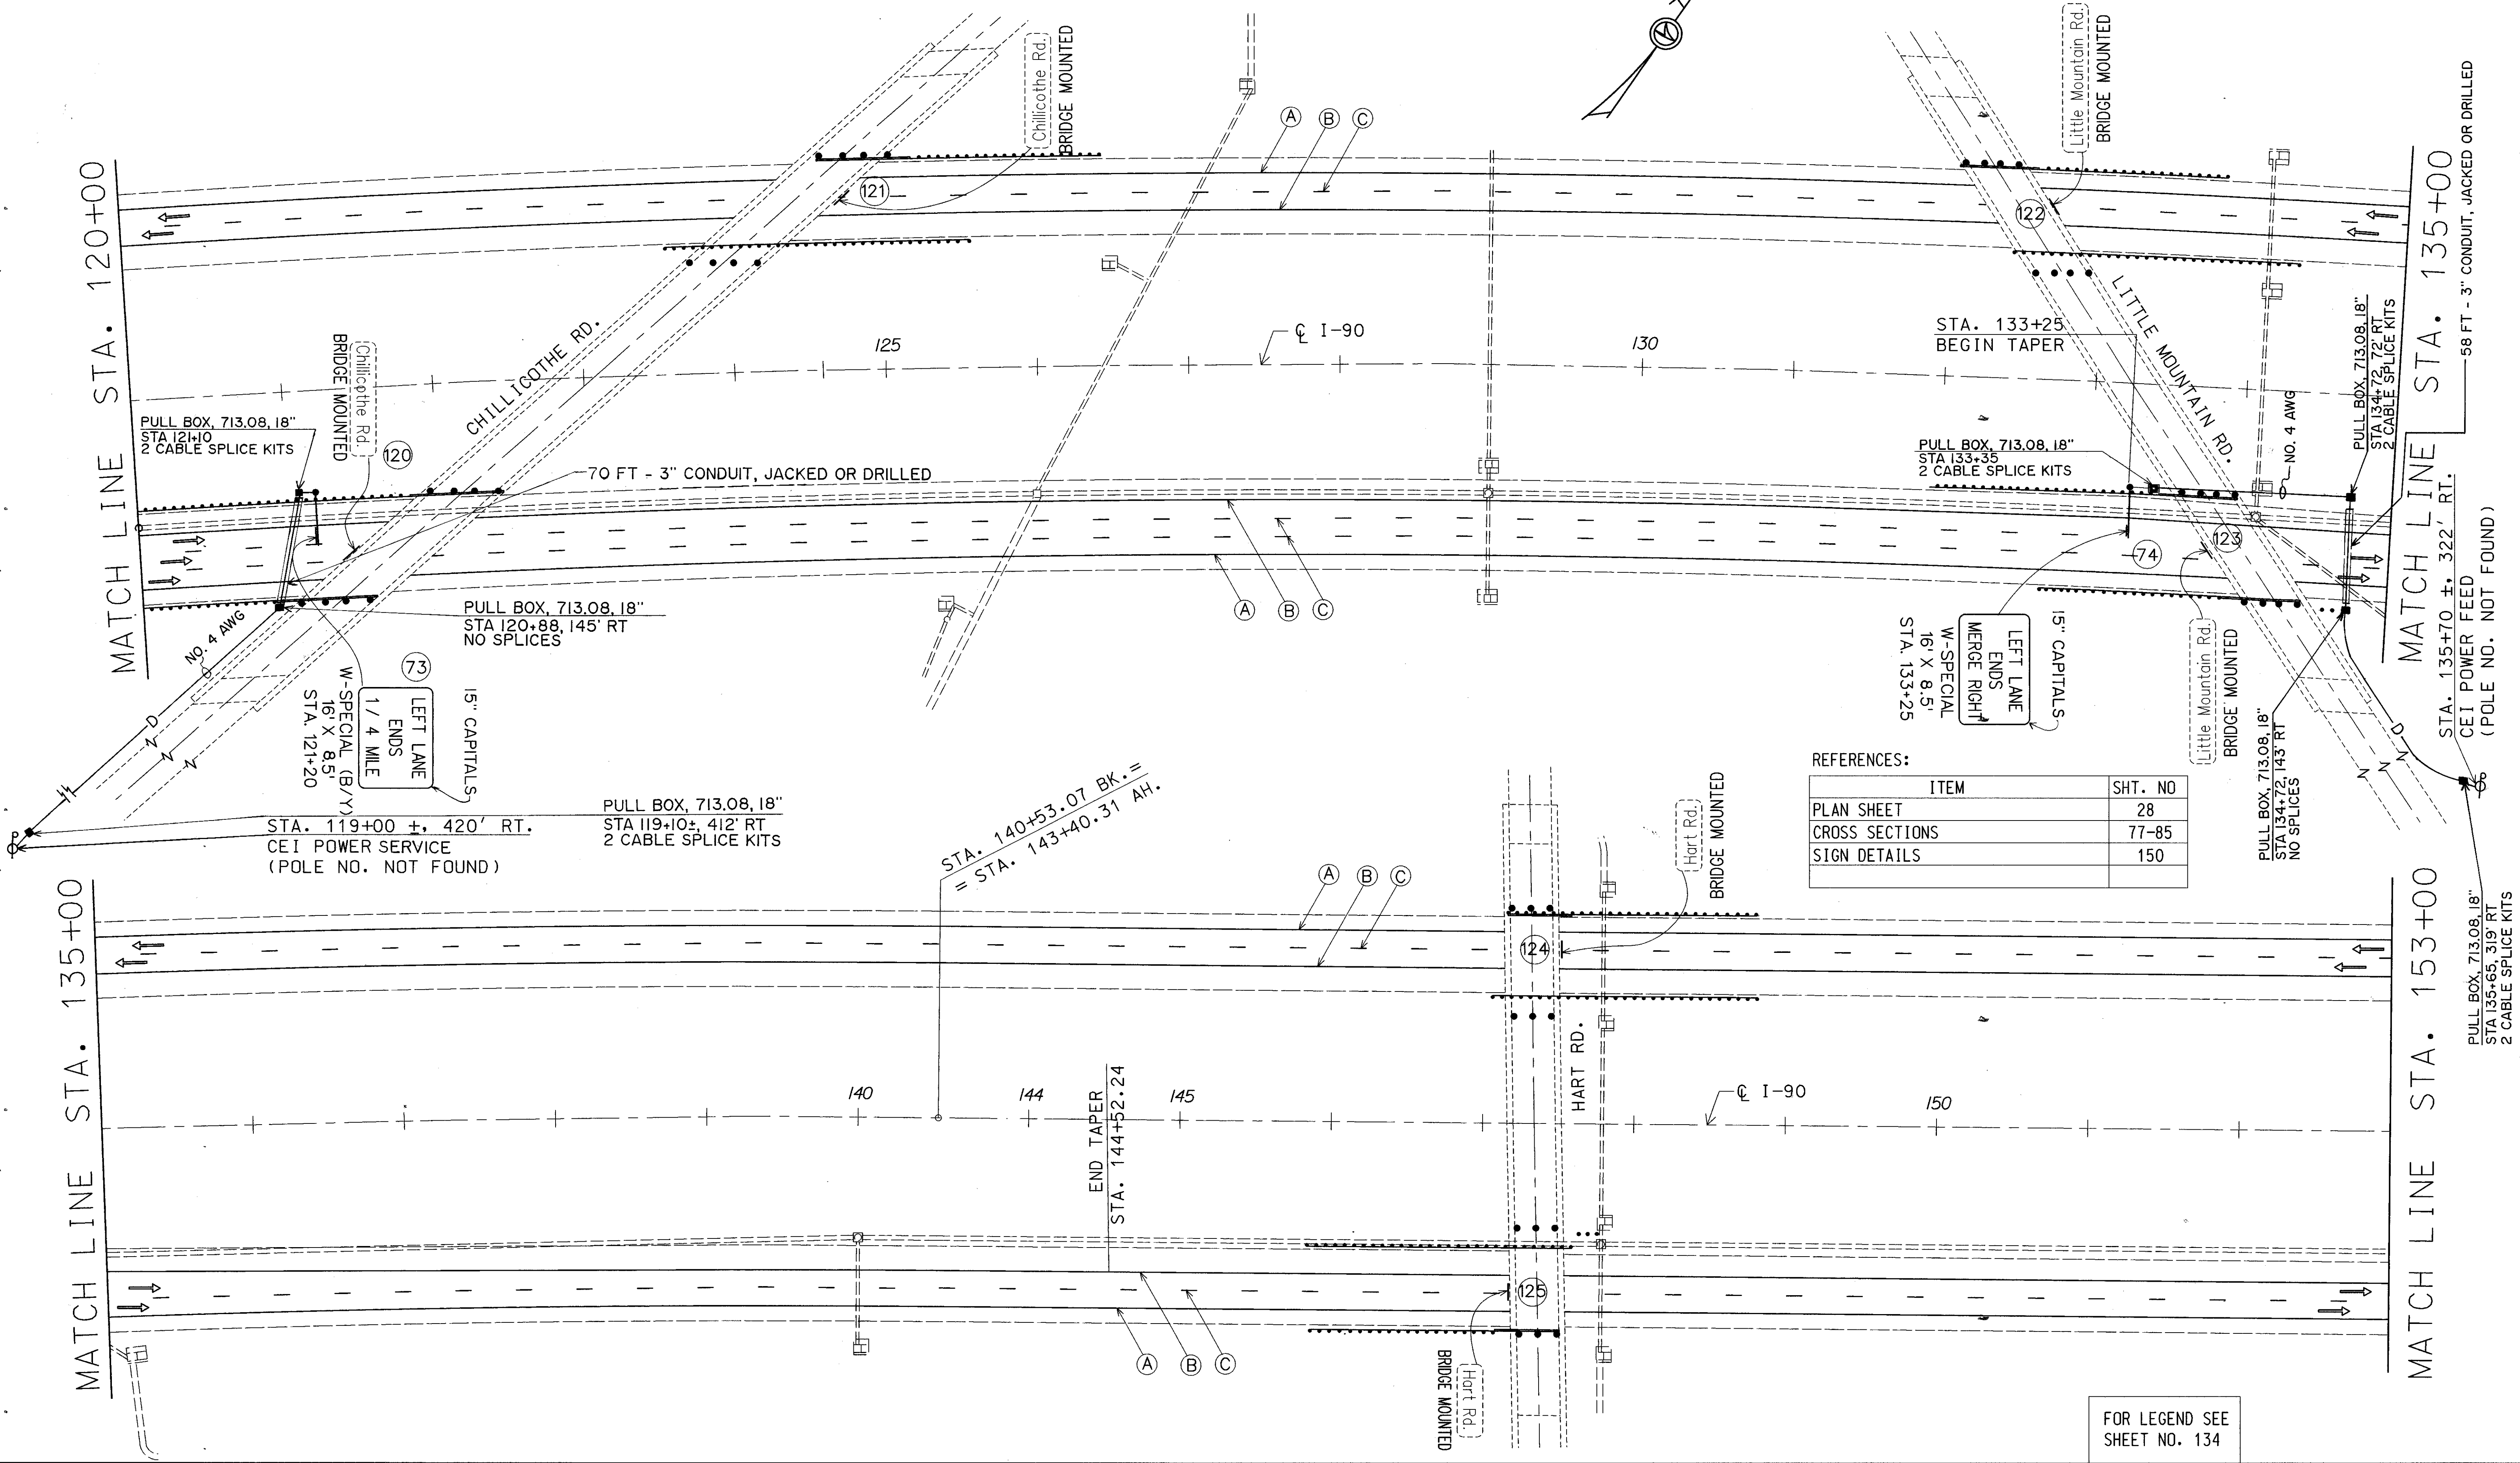 MATCH LINE STA. 120+00
Chillicothe Rd.
BRIDGE MOUNTED
121
A
B
C
Little Mountain Rd.
BRIDGE MOUNTED
122
MATCH LINE STA. 135+00
58 FT - 3" CONDUIT, JACKED OR DRILLED
CHILLICOTHE RD.
125
℄ I-90
130
STA. 133+25
BEGIN TAPER
LITTLE MOUNTAIN RD.
PULL BOX, 713.08, 18"
STA 134+72, 72' RT
2 CABLE SPLICE KITS
Chillicothe Rd.
BRIDGE MOUNTED
120
PULL BOX, 713.08, 18"
STA 121+10
2 CABLE SPLICE KITS
70 FT - 3" CONDUIT, JACKED OR DRILLED
PULL BOX, 713.08, 18"
STA 133+35
2 CABLE SPLICE KITS
NO. 4 AWG
123
74
A
B
C
NO. 4 AWG
PULL BOX, 713.08, 18"
STA 120+88, 145' RT
NO SPLICES
73
15" CAPITALS
LEFT LANE
ENDS
1 / 4 MILE
W-SPECIAL (B/Y)
16' X 8.5'
STA. 121+20
15" CAPITALS
LEFT LANE
ENDS
MERGE RIGHT
W-SPECIAL
16' X 8.5'
STA. 133+25
Little Mountain Rd.
BRIDGE MOUNTED
PULL BOX, 713.08, 18"
STA 134+72, 143' RT
NO SPLICES
STA. 135+70 ±, 322' RT.
CEI POWER FEED
(POLE NO. NOT FOUND)
PULL BOX, 713.08, 18"
STA 135+65, 319' RT
2 CABLE SPLICE KITS
STA. 119+00 ±, 420' RT.
CEI POWER SERVICE
(POLE NO. NOT FOUND)
PULL BOX, 713.08, 18"
STA 119+10±, 412' RT
2 CABLE SPLICE KITS
STA. 140+53.07 BK.=
= STA. 143+40.31 AH.
REFERENCES:
ITEM SHT. NO
PLAN SHEET 28
CROSS SECTIONS 77-85
SIGN DETAILS 150
MATCH LINE STA. 135+00
A
B
C
Hart Rd.
BRIDGE MOUNTED
124
MATCH LINE STA. 153+00
HART RD.
140
144
145
℄ I-90
150
END TAPER
STA. 144+52.24
125
A
B
C
Hart Rd.
BRIDGE MOUNTED
FOR LEGEND SEE
SHEET NO. 134